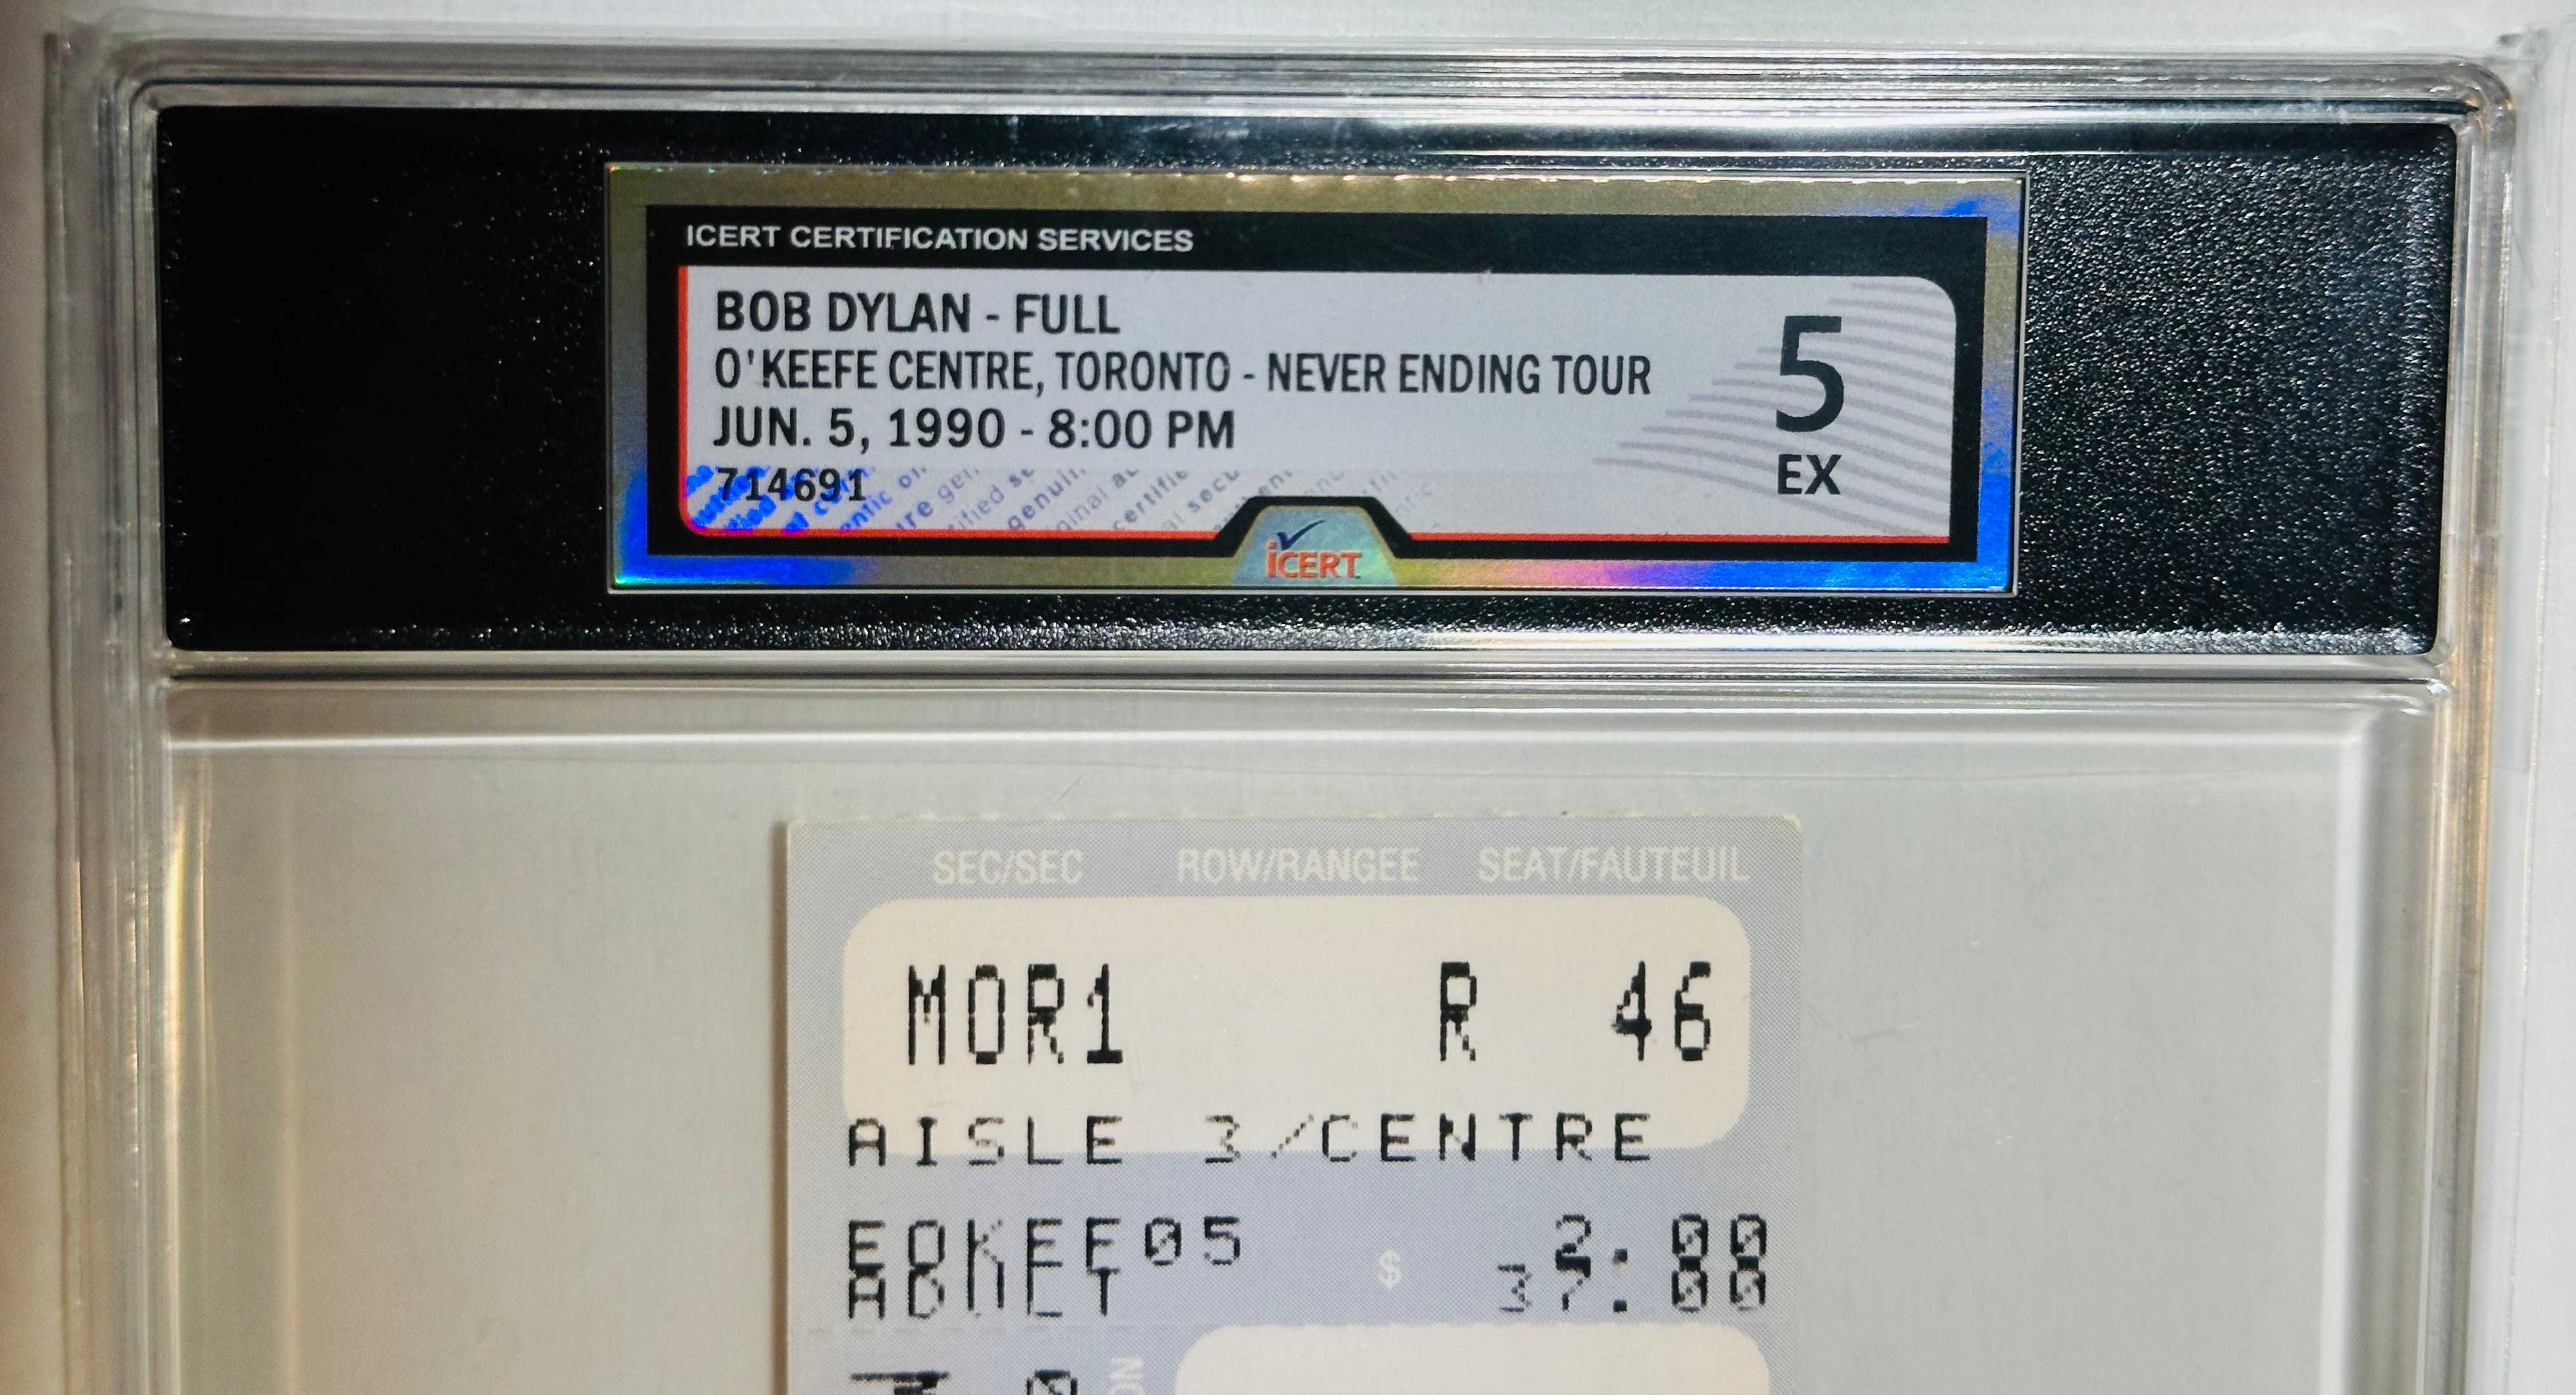 ICERT CERTIFICATION SERVICES
BOB DYLAN - FULL
O'KEEFE CENTRE, TORONTO - NEVER ENDING TOUR
JUN. 5, 1990 - 8:00 PM
714691
5
EX
iCERT
SEC/SEC ROW/RANGEE SEAT/FAUTEUIL
MOR1 R 46
AISLE 3/CENTRE
EOKEE05 2.00
$ 37.00